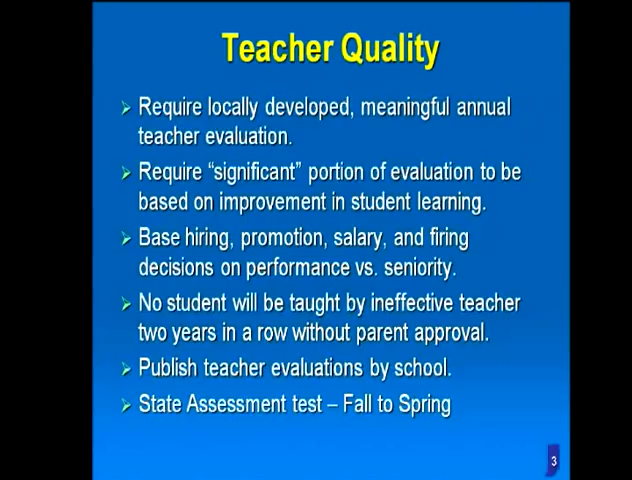 Teacher Quality
Require locally developed, meaningful annual
teacher evaluation.
Require “significant” portion of evaluation to be
based on improvement in student learning.
Base hiring, promotion, salary, and firing
decisions on performance vs. seniority.
No student will be taught by ineffective teacher
two years in a row without parent approval.
Publish teacher evaluations by school.
State Assessment test – Fall to Spring
3